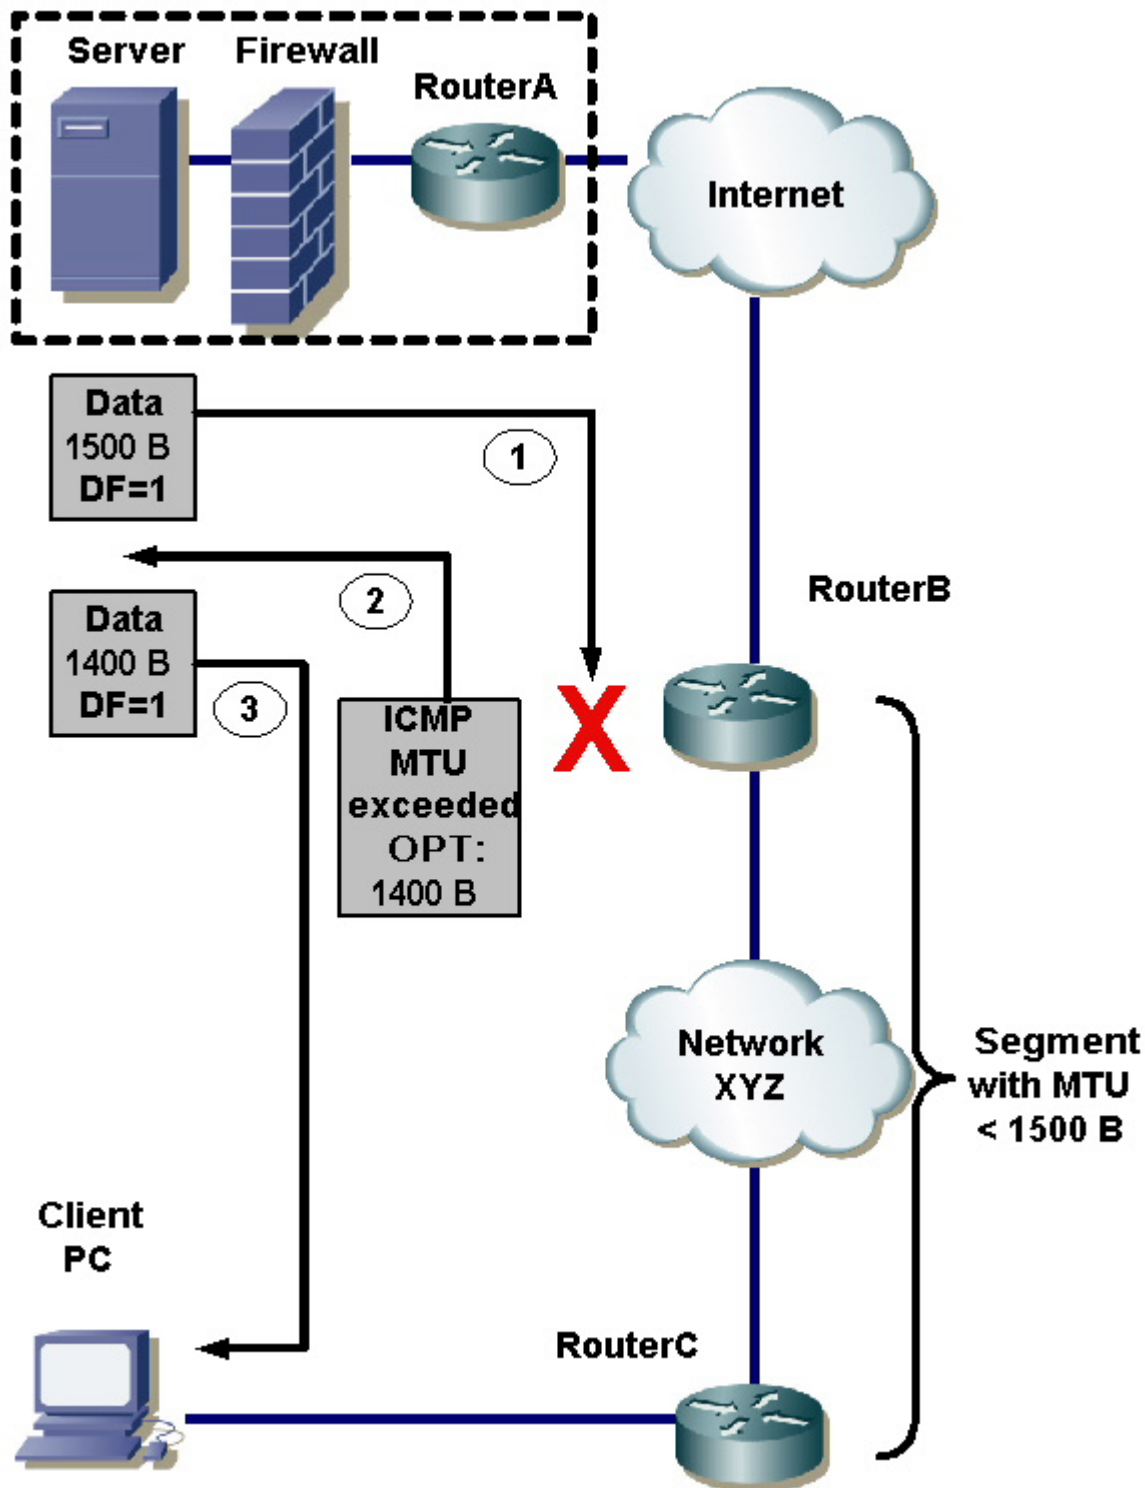 Server
Firewall
RouterA
Internet
Data
1500 B
DF=1
1
2
RouterB
Data
1400 B
DF=1
3
ICMP
MTU
exceeded
OPT:
1400 B
X
Network
XYZ
Segment
with MTU
< 1500 B
Client
PC
RouterC